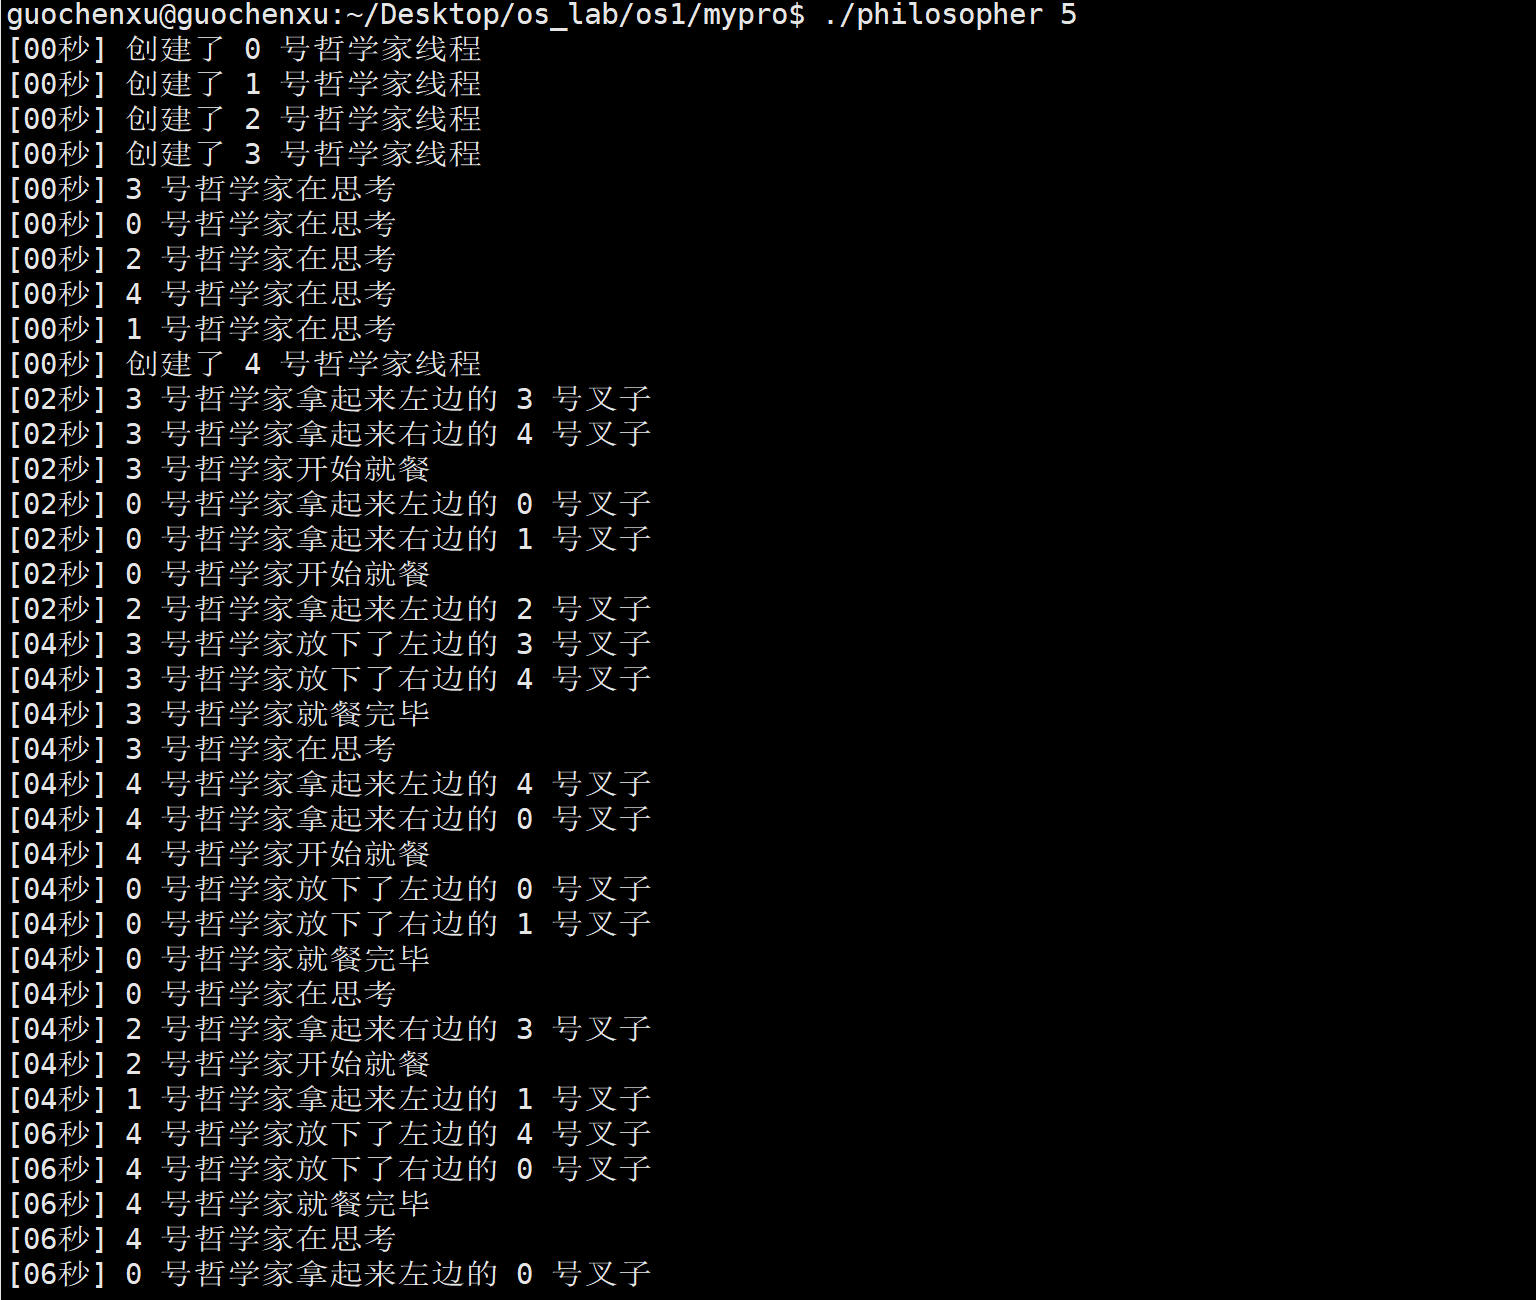 guochenxu@guochenxu:~/Desktop/os_lab/os1/mypro$ ./philosopher 5
[00秒] 创建了 0 号哲学家线程
[00秒] 创建了 1 号哲学家线程
[00秒] 创建了 2 号哲学家线程
[00秒] 创建了 3 号哲学家线程
[00秒] 3 号哲学家在思考
[00秒] 0 号哲学家在思考
[00秒] 2 号哲学家在思考
[00秒] 4 号哲学家在思考
[00秒] 1 号哲学家在思考
[00秒] 创建了 4 号哲学家线程
[02秒] 3 号哲学家拿起来左边的 3 号叉子
[02秒] 3 号哲学家拿起来右边的 4 号叉子
[02秒] 3 号哲学家开始就餐
[02秒] 0 号哲学家拿起来左边的 0 号叉子
[02秒] 0 号哲学家拿起来右边的 1 号叉子
[02秒] 0 号哲学家开始就餐
[02秒] 2 号哲学家拿起来左边的 2 号叉子
[04秒] 3 号哲学家放下了左边的 3 号叉子
[04秒] 3 号哲学家放下了右边的 4 号叉子
[04秒] 3 号哲学家就餐完毕
[04秒] 3 号哲学家在思考
[04秒] 4 号哲学家拿起来左边的 4 号叉子
[04秒] 4 号哲学家拿起来右边的 0 号叉子
[04秒] 4 号哲学家开始就餐
[04秒] 0 号哲学家放下了左边的 0 号叉子
[04秒] 0 号哲学家放下了右边的 1 号叉子
[04秒] 0 号哲学家就餐完毕
[04秒] 0 号哲学家在思考
[04秒] 2 号哲学家拿起来右边的 3 号叉子
[04秒] 2 号哲学家开始就餐
[04秒] 1 号哲学家拿起来左边的 1 号叉子
[06秒] 4 号哲学家放下了左边的 4 号叉子
[06秒] 4 号哲学家放下了右边的 0 号叉子
[06秒] 4 号哲学家就餐完毕
[06秒] 4 号哲学家在思考
[06秒] 0 号哲学家拿起来左边的 0 号叉子